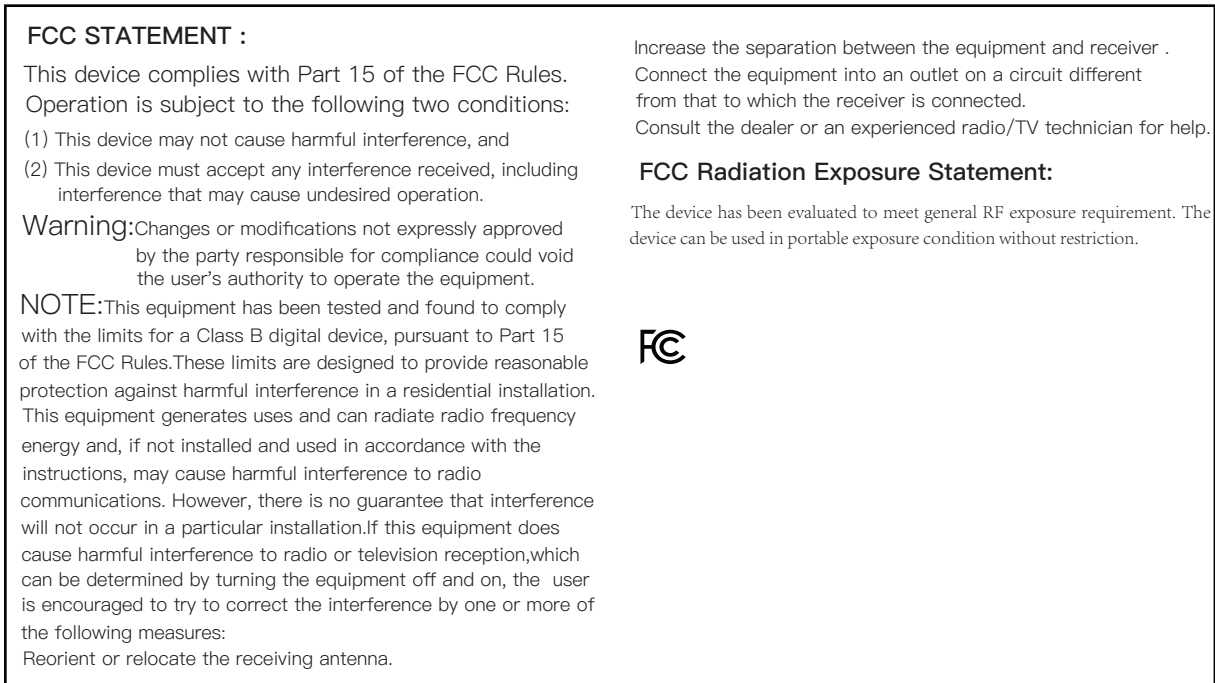 FCC STATEMENT :
This device complies with Part 15 of the FCC Rules.
Operation is subject to the following two conditions:
(1) This device may not cause harmful interference, and
(2) This device must accept any interference received, including
interference that may cause undesired operation.
Warning:Changes or modifications not expressly approved
by the party responsible for compliance could void
the user's authority to operate the equipment.
NOTE:This equipment has been tested and found to comply
with the limits for a Class B digital device, pursuant to Part 15
of the FCC Rules.These limits are designed to provide reasonable
protection against harmful interference in a residential installation.
This equipment generates uses and can radiate radio frequency
energy and, if not installed and used in accordance with the
instructions, may cause harmful interference to radio
communications. However, there is no guarantee that interference
will not occur in a particular installation.If this equipment does
cause harmful interference to radio or television reception,which
can be determined by turning the equipment off and on, the user
is encouraged to try to correct the interference by one or more of
the following measures:
Reorient or relocate the receiving antenna.
Increase the separation between the equipment and receiver .
Connect the equipment into an outlet on a circuit different
from that to which the receiver is connected.
Consult the dealer or an experienced radio/TV technician for help.
FCC Radiation Exposure Statement:
The device has been evaluated to meet general RF exposure requirement. The
device can be used in portable exposure condition without restriction.
FC